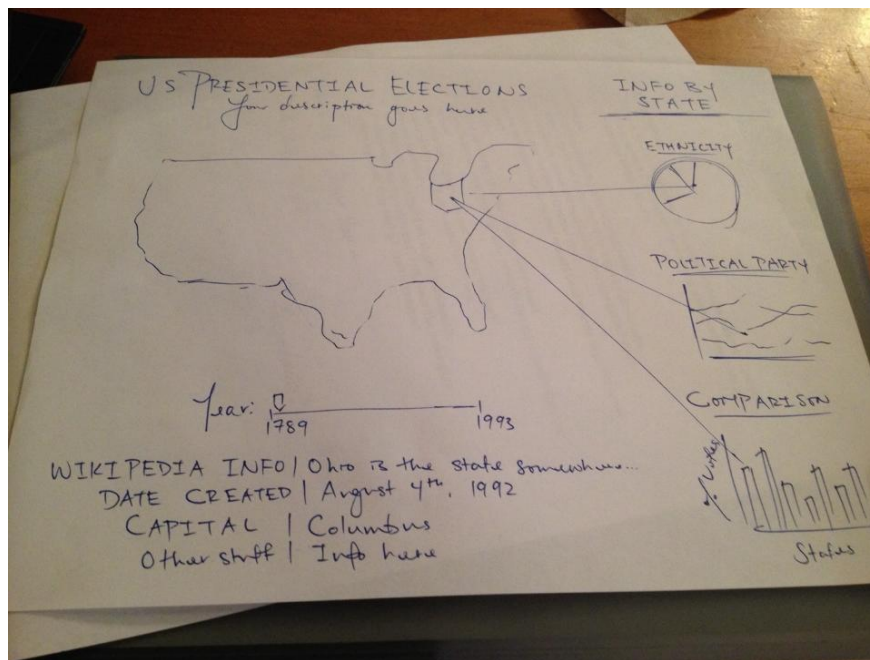 US PRESIDENTIAL ELECTIONS
Your description goes here
INFO BY
STATE
ETHNICITY
POLITICAL PARTY
COMPARISON
% Votes
States
Year:
1789
1993
WIKIPEDIA INFO | Ohio is the state somewhere...
DATE CREATED | August 4th, 1992
CAPITAL | Columbus
Other stuff | Info here